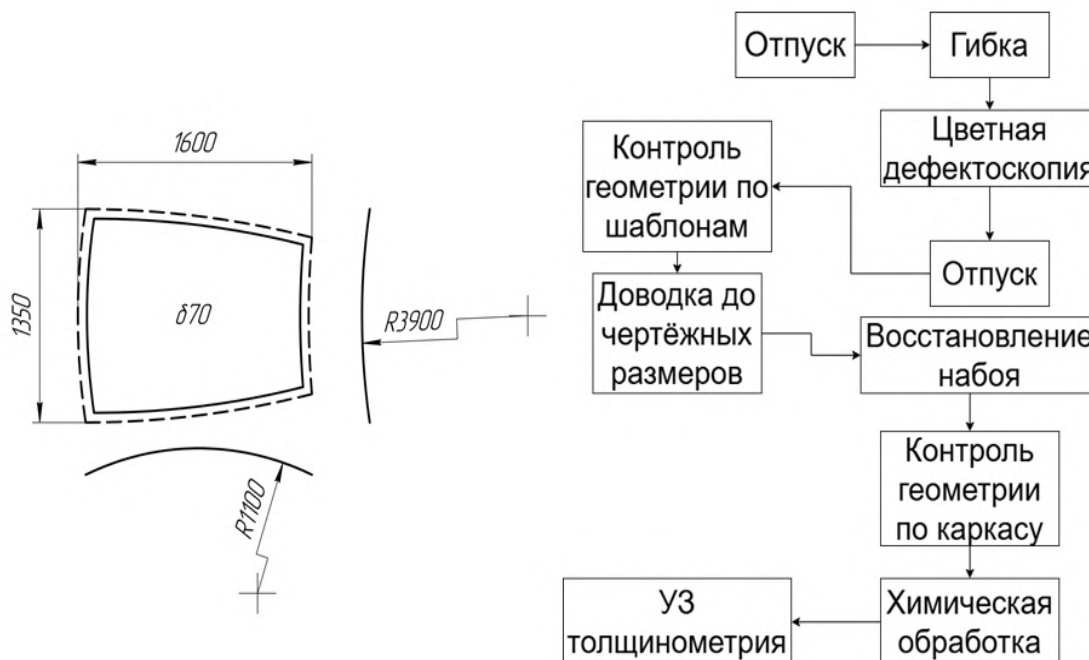 1600
1350
δ70
R3900
R1100
Отпуск
Гибка
Цветная
дефектоскопия
Отпуск
Контроль
геометрии по
шаблонам
Доводка до
чертёжных
размеров
Восстановление
набоя
Контроль
геометрии
по каркасу
Химическая
обработка
УЗ
толщинометрия